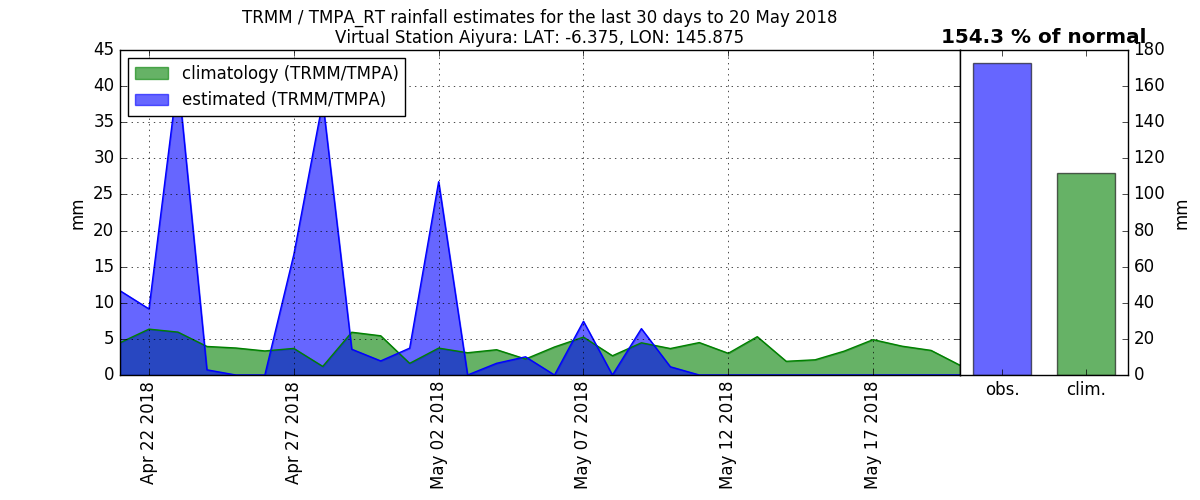 TRMM / TMPA_RT rainfall estimates for the last 30 days to 20 May 2018
Virtual Station Aiyura: LAT: -6.375, LON: 145.875
154.3 % of normal
climatology (TRMM/TMPA)
estimated (TRMM/TMPA)
mm
45
40
35
30
25
20
15
10
5
0
Apr 22 2018
Apr 27 2018
May 02 2018
May 07 2018
May 12 2018
May 17 2018
obs.
clim.
180
160
140
120
100
80
60
40
20
0
mm